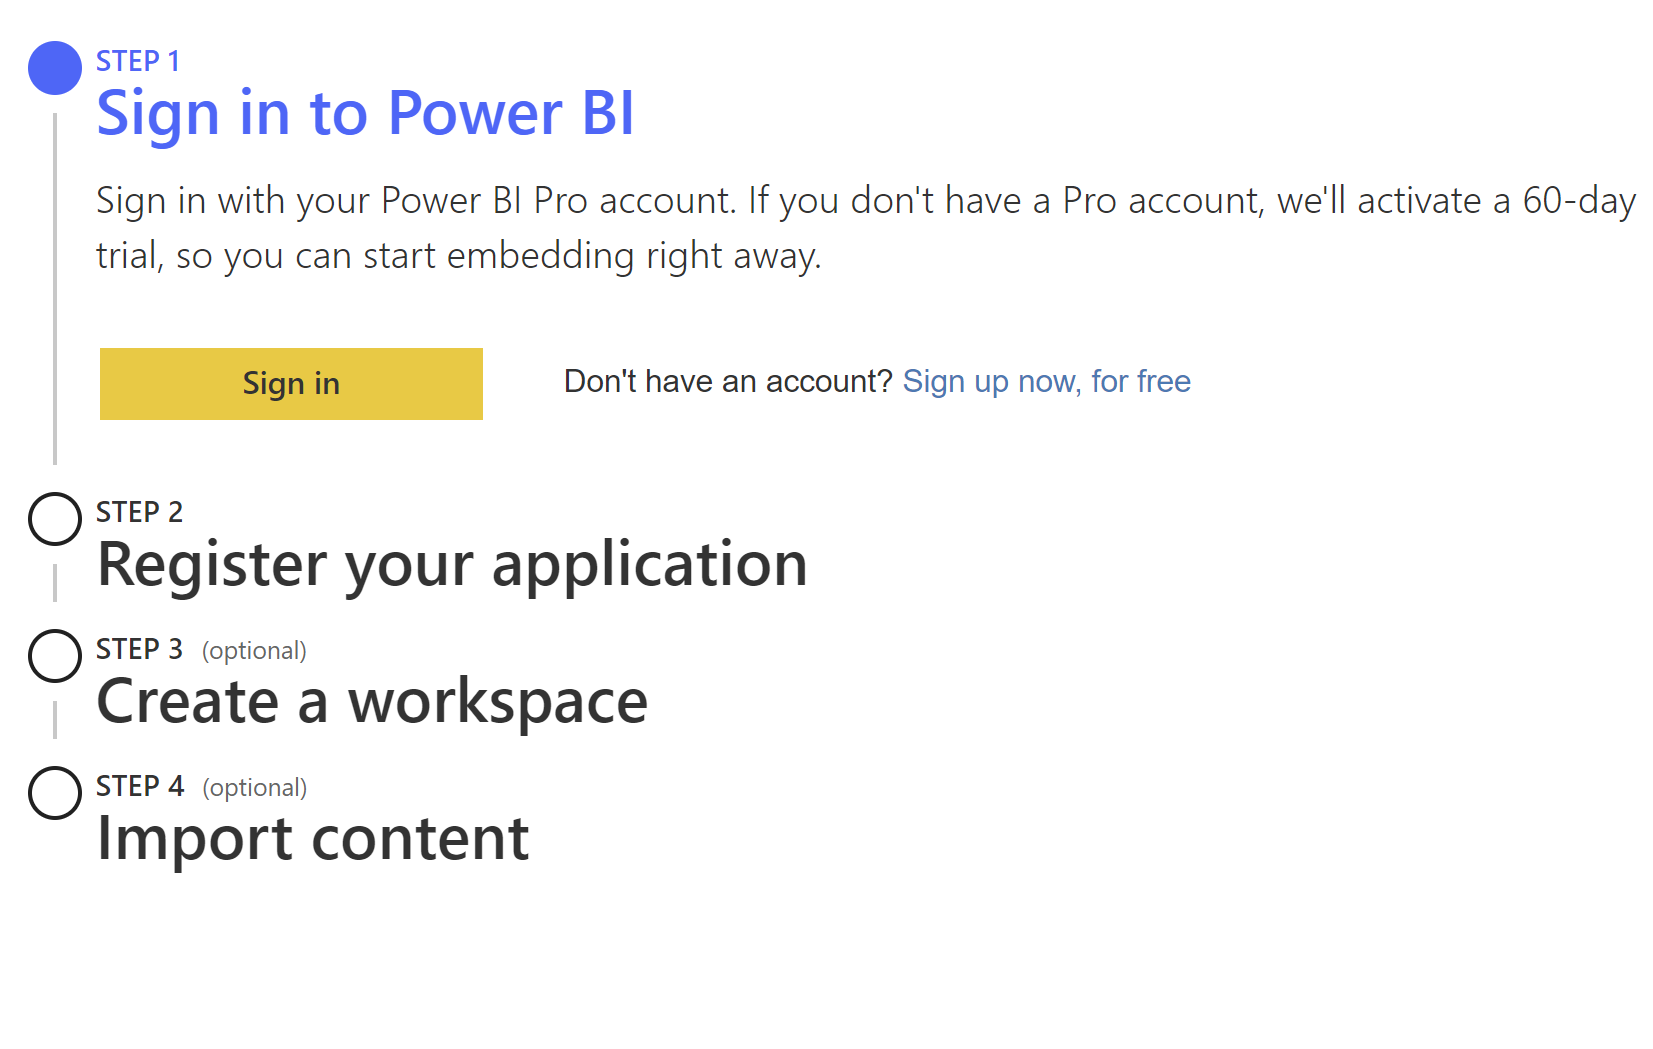 STEP 1
Sign in to Power BI
Sign in with your Power BI Pro account. If you don't have a Pro account, we'll activate a 60-day
trial, so you can start embedding right away.
Sign in
Don't have an account? Sign up now, for free
STEP 2
Register your application
STEP 3 (optional)
Create a workspace
STEP 4 (optional)
Import content